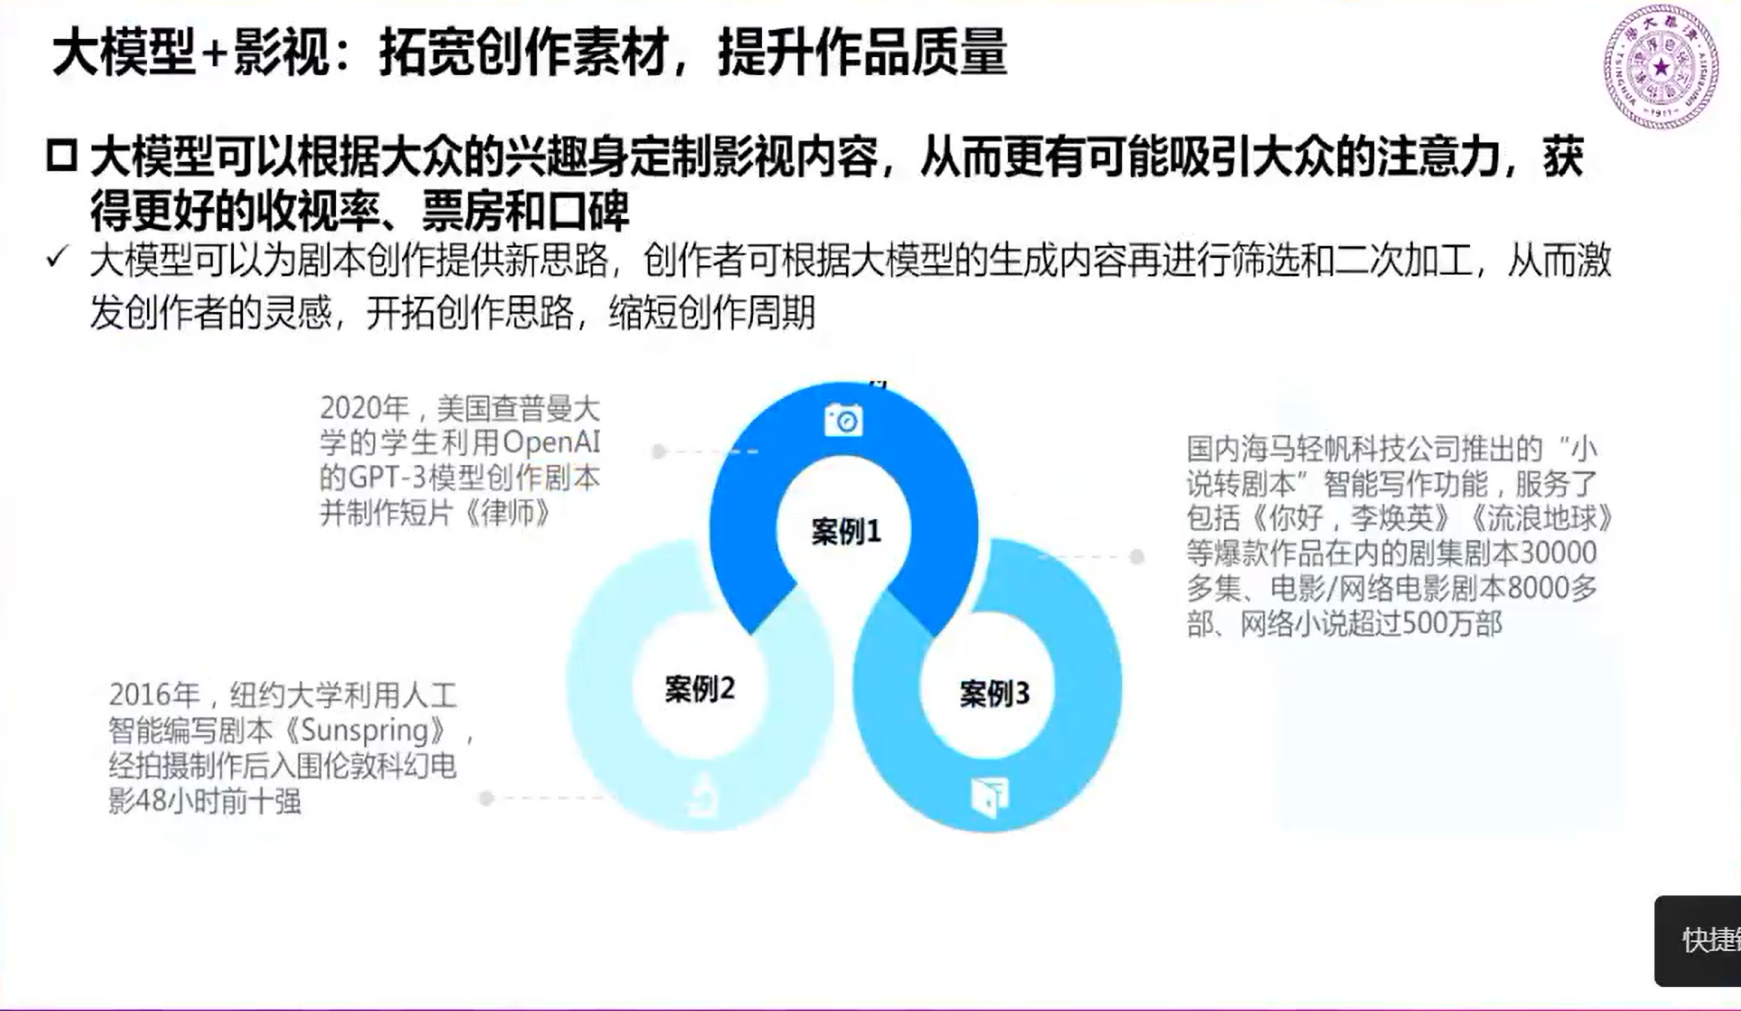 大模型+影视：拓宽创作素材，提升作品质量
大模型可以根据大众的兴趣身定制影视内容，从而更有可能吸引大众的注意力，获
得更好的收视率、票房和口碑
大模型可以为剧本创作提供新思路，创作者可根据大模型的生成内容再进行筛选和二次加工，从而激
发创作者的灵感，开拓创作思路，缩短创作周期
2020年，美国查普曼大
学的学生利用OpenAI
的GPT-3模型创作剧本
并制作短片《律师》
案例1
国内海马轻帆科技公司推出的“小
说转剧本”智能写作功能，服务了
包括《你好，李焕英》《流浪地球》
等爆款作品在内的剧集剧本30000
多集、电影/网络电影剧本8000多
部、网络小说超过500万部
案例2
案例3
2016年，纽约大学利用人工
智能编写剧本《Sunspring》，
经拍摄制作后入围伦敦科幻电
影48小时前十强
TSINGHUA UNIVERSITY
1911
快捷